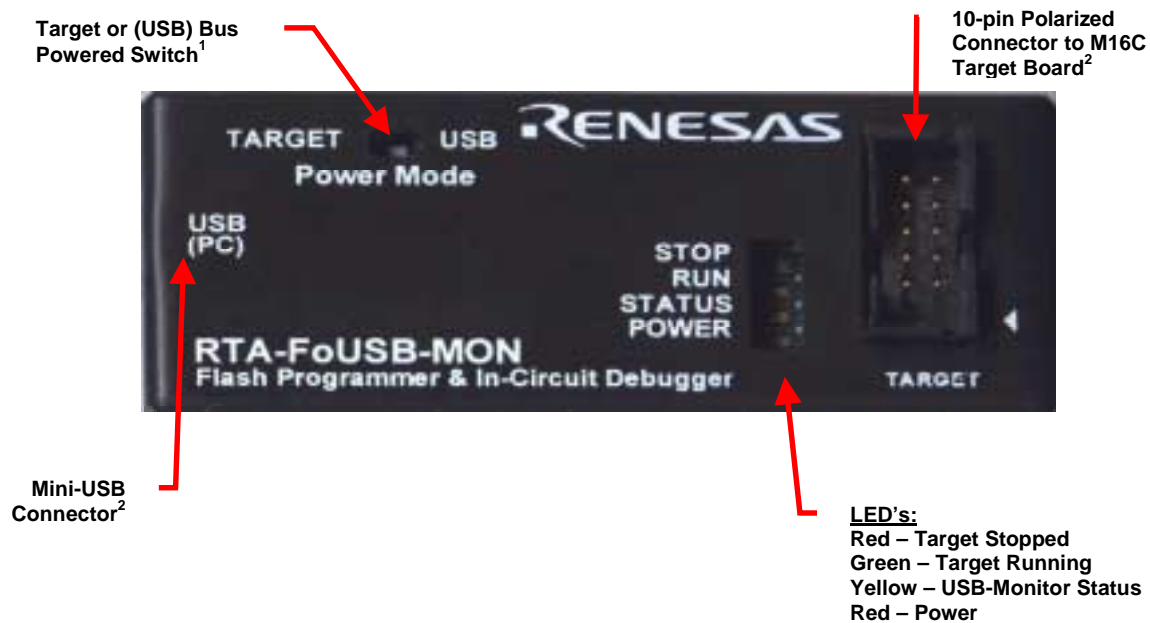 Target or (USB) Bus
Powered Switch1
10-pin Polarized
Connector to M16C
Target Board2
TARGET USB
Power Mode
RENESAS
USB
(PC)
STOP
RUN
STATUS
POWER
RTA-FoUSB-MON
Flash Programmer & In-Circuit Debugger
TARGET
Mini-USB
Connector2
LED's:
Red – Target Stopped
Green – Target Running
Yellow – USB-Monitor Status
Red – Power